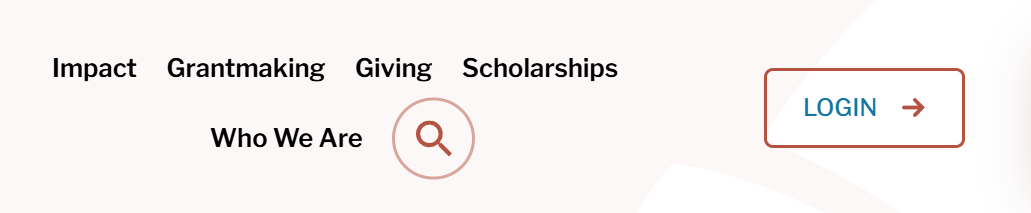 Impact Grantmaking Giving Scholarships
Who We Are
LOGIN